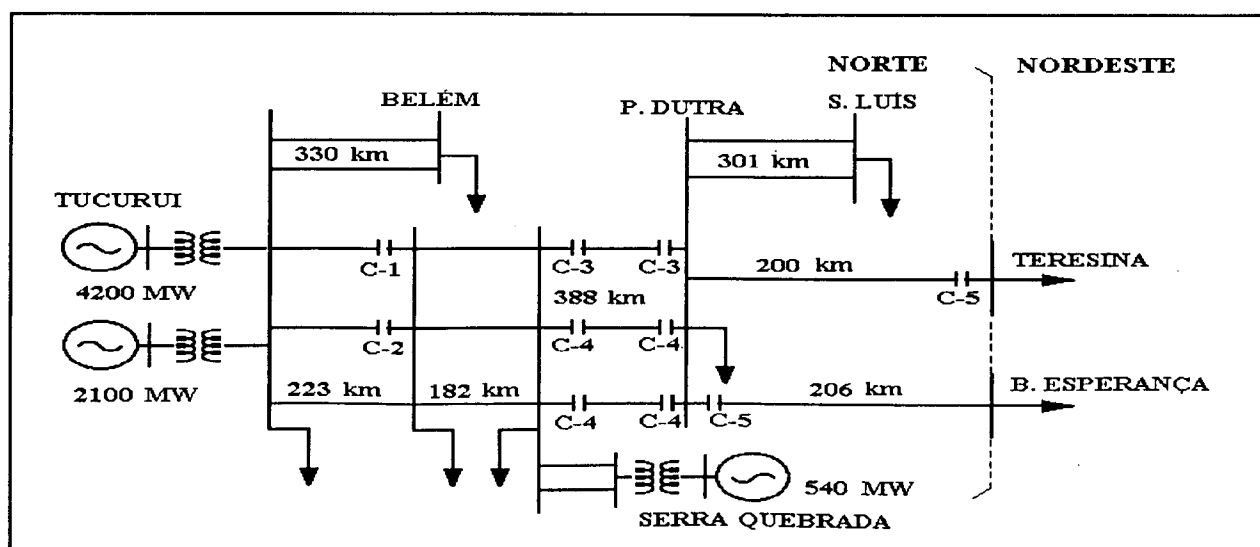 NORTE
NORDESTE
BELÉM
P. DUTRA
S. LUÍS
330 km
301 km
TUCURUI
C-1
C-3
C-3
200 km
C-5
TERESINA
4200 MW
388 km
C-2
C-4
C-4
2100 MW
223 km
182 km
C-4
C-4
C-5
206 km
B. ESPERANÇA
540 MW
SERRA QUEBRADA